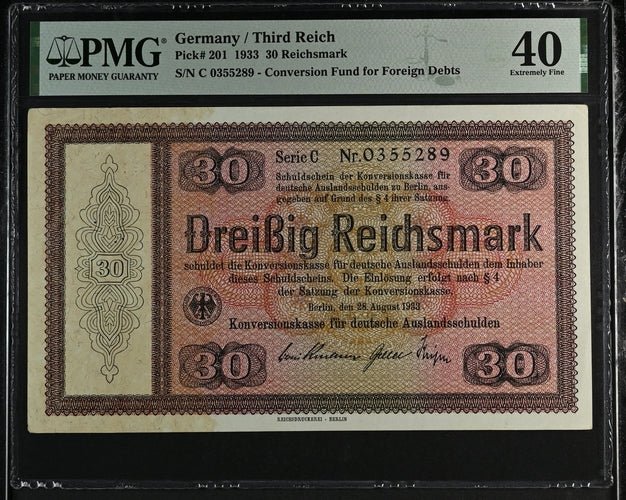 PMG
PAPER MONEY GUARANTY
Germany / Third Reich
Pick# 201 1933 30 Reichsmark
S/N C 0355289 - Conversion Fund for Foreign Debts
40
Extremely Fine
30 Serie C Nr.0355289 30
Schuldschein der Konversionskasse für
deutsche Auslandsschulden zu Berlin, aus-
gegeben auf Grund des § 4 ihrer Satzung
Dreißig Reichsmark
schuldet die Konversionskasse für deutsche Auslandsschulden dem Inhaber
dieses Schuldscheins. Die Einlösung erfolgt nach § 4
der Satzung der Konversionskasse.
30
Berlin, den 28. August 1933
Konversionskasse für deutsche Auslandsschulden
30 30
REICHSDRUCKEREI - BERLIN